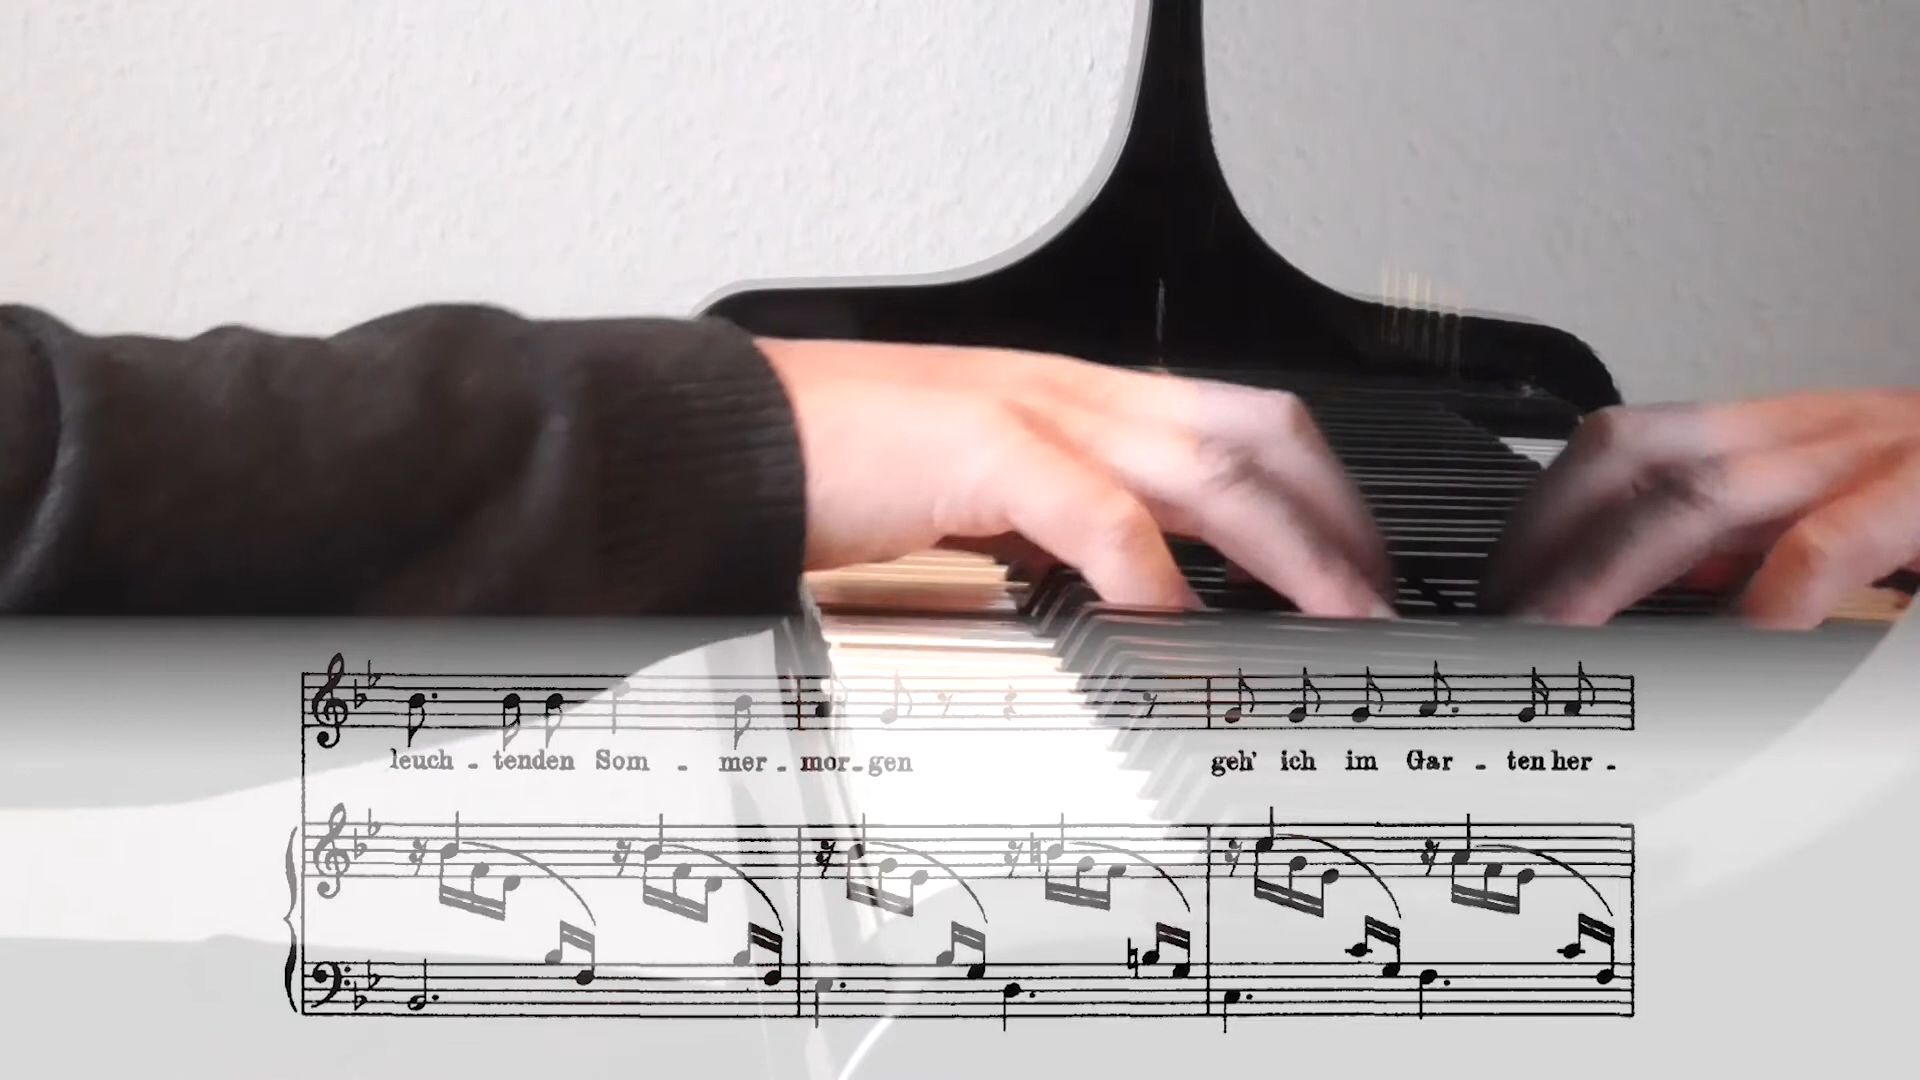 leuch - tenden Som - mer - mor - gen geh' ich im Gar - ten her -